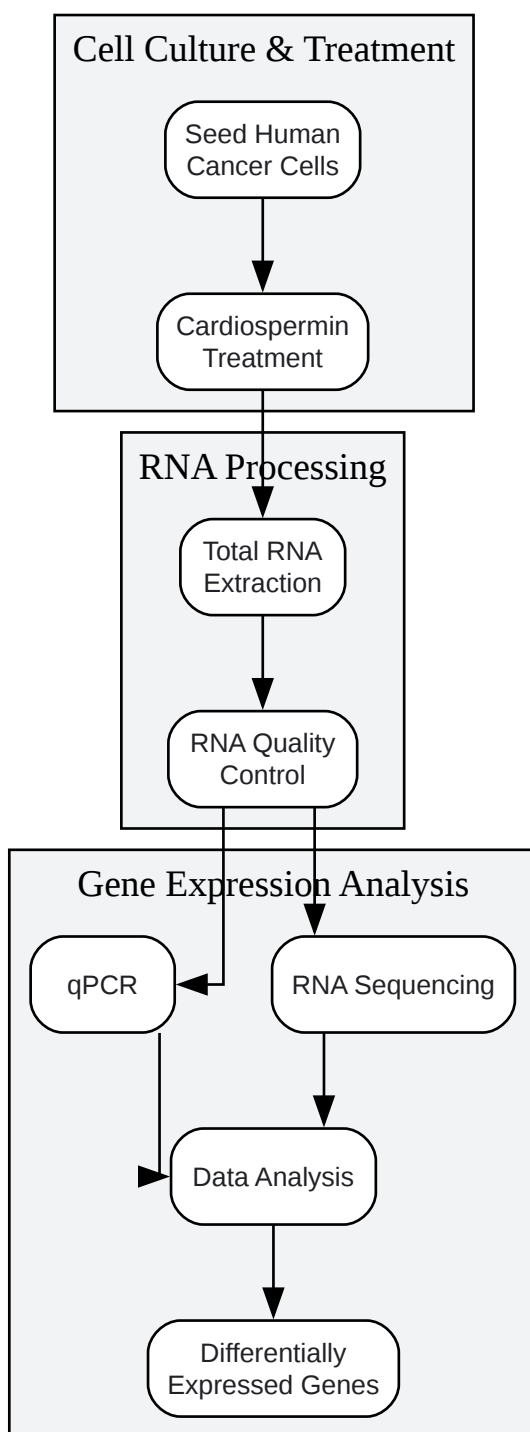 Cell Culture & Treatment
Seed Human
Cancer Cells
Cardiospermin
Treatment
RNA Processing
Total RNA
Extraction
RNA Quality
Control
Gene Expression Analysis
qPCR
RNA Sequencing
Data Analysis
Differentially
Expressed Genes